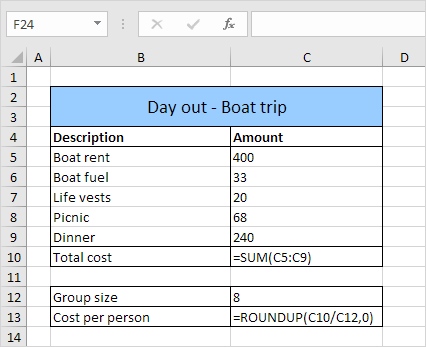 F24
fx
A B C D
1
2
3 Day out - Boat trip
4 Description Amount
5 Boat rent 400
6 Boat fuel 33
7 Life vests 20
8 Picnic 68
9 Dinner 240
10 Total cost =SUM(C5:C9)
11
12 Group size 8
13 Cost per person =ROUNDUP(C10/C12,0)
14